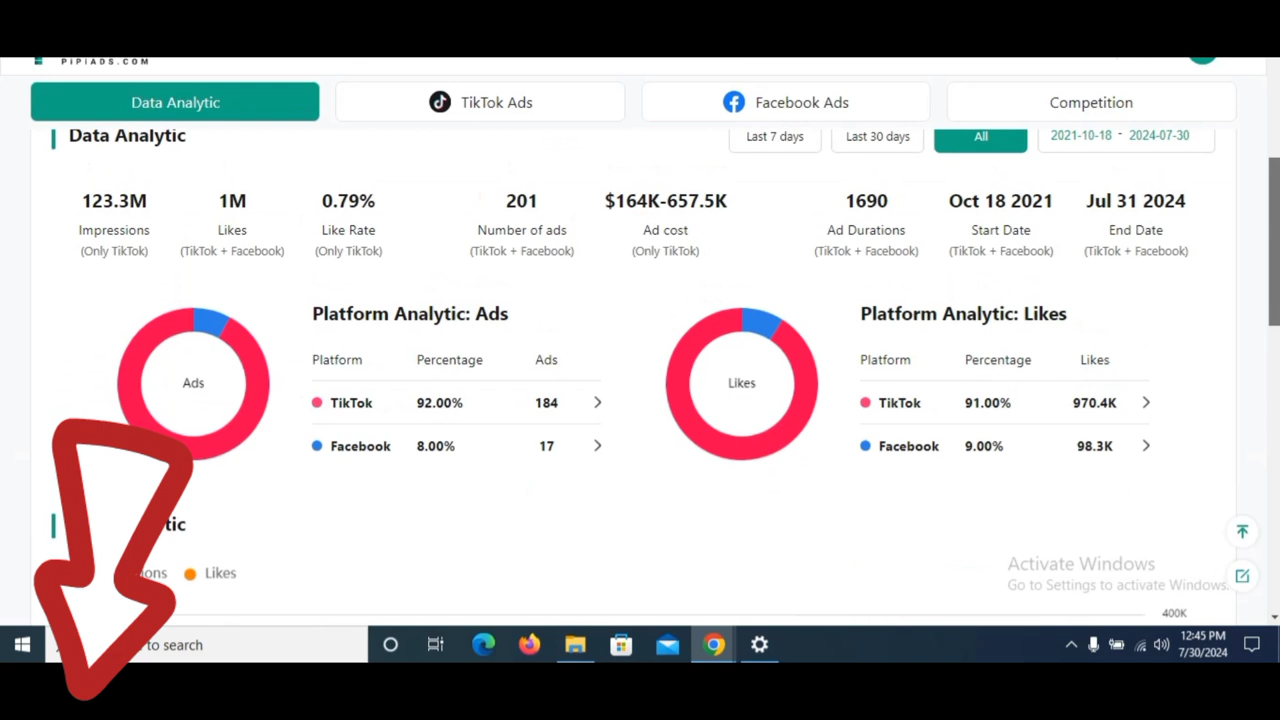 PIPIADS.COM
Data Analytic
TikTok Ads
Facebook Ads
Competition
Data Analytic
Last 7 days
Last 30 days
All
2021-10-18 - 2024-07-30
123.3M
Impressions
(Only TikTok)
1M
Likes
(TikTok + Facebook)
0.79%
Like Rate
(Only TikTok)
201
Number of ads
(TikTok + Facebook)
$164K-657.5K
Ad cost
(Only TikTok)
1690
Ad Durations
(TikTok + Facebook)
Oct 18 2021
Start Date
(TikTok + Facebook)
Jul 31 2024
End Date
(TikTok + Facebook)
Ads
Platform Analytic: Ads
Platform Percentage Ads
TikTok 92.00% 184
Facebook 8.00% 17
Likes
Platform Analytic: Likes
Platform Percentage Likes
TikTok 91.00% 970.4K
Facebook 9.00% 98.3K
tic
ions
Likes
400K
Activate Windows
Go to Settings to activate Windows.
to search
12:45 PM
7/30/2024